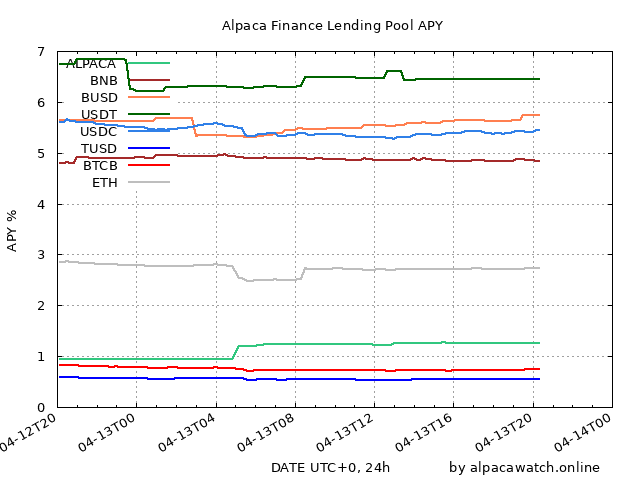 Alpaca Finance Lending Pool APY
7
6
5
4
3
2
1
0
APY %
ALPACA
BNB
BUSD
USDT
USDC
TUSD
BTCB
ETH
04-12T20
04-13T00
04-13T04
04-13T08
04-13T12
04-13T16
04-13T20
04-14T00
DATE UTC+0, 24h
by alpacawatch.online